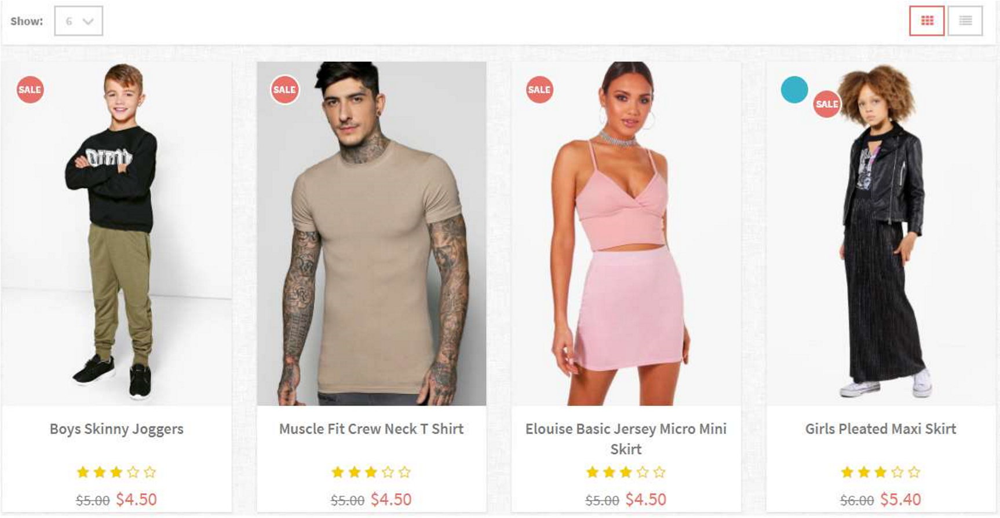 Show: 6
SALE
SALE
SALE
SALE
Boys Skinny Joggers
Muscle Fit Crew Neck T Shirt
Elouise Basic Jersey Micro Mini
Skirt
Girls Pleated Maxi Skirt
$5.00 $4.50
$5.00 $4.50
$5.00 $4.50
$6.00 $5.40